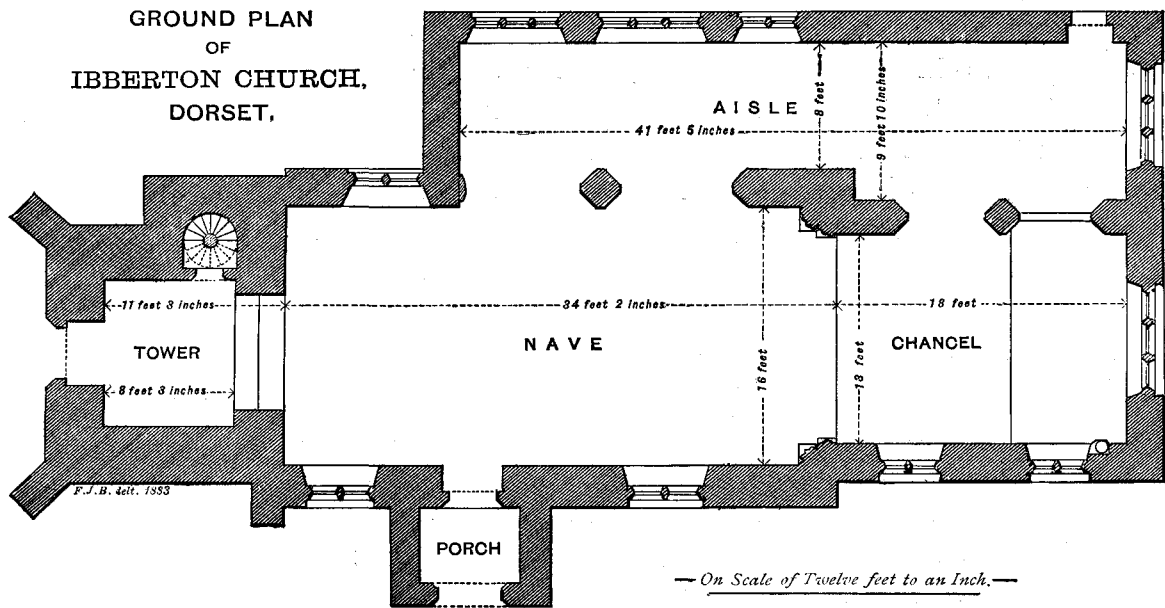 GROUND PLAN
OF
IBBERTON CHURCH,
DORSET,
AISLE
8 feet
9 feet 10 inches
41 feet 5 inches
11 feet 3 inches
34 feet 2 inches
18 feet
TOWER
NAVE
CHANCEL
16 feet
13 feet
8 feet 3 inches
F.J.B. delt. 1883
PORCH
On Scale of Twelve feet to an Inch.